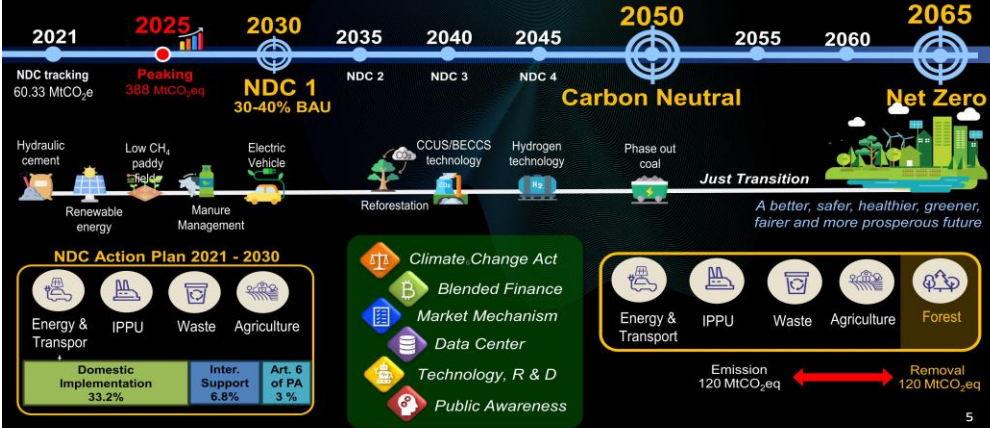 2021
2025
2030
2035
2040
2045
2050
2055
2060
2065
NDC tracking
60.33 MtCO₂e
Peaking
388 MtCO₂eq
NDC 1
30-40% BAU
NDC 2
NDC 3
NDC 4
Carbon Neutral
Net Zero
Hydraulic
cement
Renewable
energy
Low CH₄
paddy
fields
Manure
Management
Electric
Vehicle
Reforestation
CO₂
CCUS/BECCS
technology
CO₂
Hydrogen
technology
H₂
Phase out
coal
Just Transition
A better, safer, healthier, greener,
fairer and more prosperous future
NDC Action Plan 2021 - 2030
Energy &
Transpor
IPPU
Waste
Agriculture
Domestic
Implementation
33.2%
Inter.
Support
6.8%
Art. 6
of PA
3 %
Climate Change Act
Blended Finance
Market Mechanism
Data Center
Technology, R & D
Public Awareness
Energy &
Transport
IPPU
Waste
Agriculture
Forest
Emission
120 MtCO₂eq
Removal
120 MtCO₂eq
5